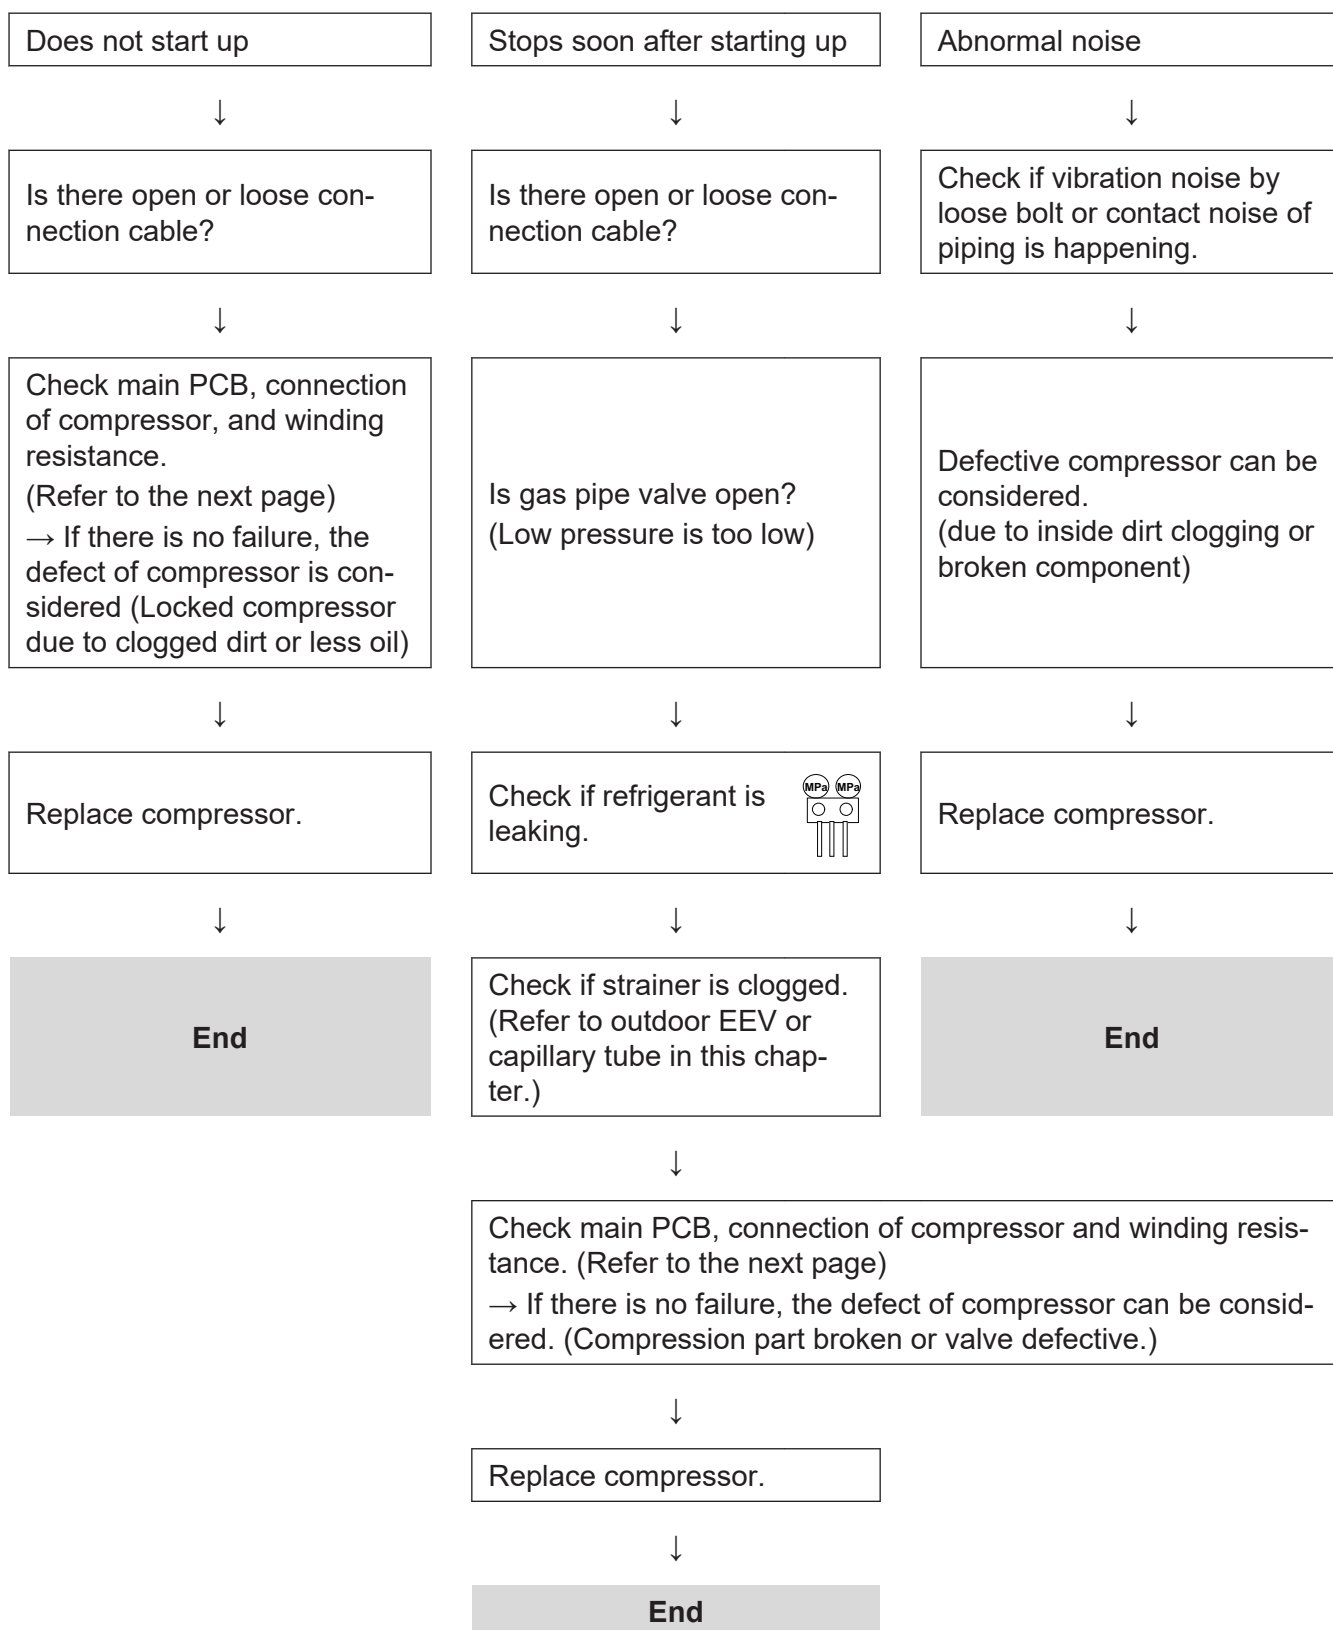 Does not start up
↓
Is there open or loose con-
nection cable?
↓
Check main PCB, connection
of compressor, and winding
resistance.
(Refer to the next page)
→ If there is no failure, the
defect of compressor is con-
sidered (Locked compressor
due to clogged dirt or less oil)
↓
Replace compressor.
↓
End
Stops soon after starting up
↓
Is there open or loose con-
nection cable?
↓
Is gas pipe valve open?
(Low pressure is too low)
↓
Check if refrigerant is
leaking.
MPa MPa
↓
Check if strainer is clogged.
(Refer to outdoor EEV or
capillary tube in this chap-
ter.)
↓
Check main PCB, connection of compressor and winding resis-
tance. (Refer to the next page)
→ If there is no failure, the defect of compressor can be consid-
ered. (Compression part broken or valve defective.)
↓
Replace compressor.
↓
End
Abnormal noise
↓
Check if vibration noise by
loose bolt or contact noise of
piping is happening.
↓
Defective compressor can be
considered.
(due to inside dirt clogging or
broken component)
↓
Replace compressor.
↓
End